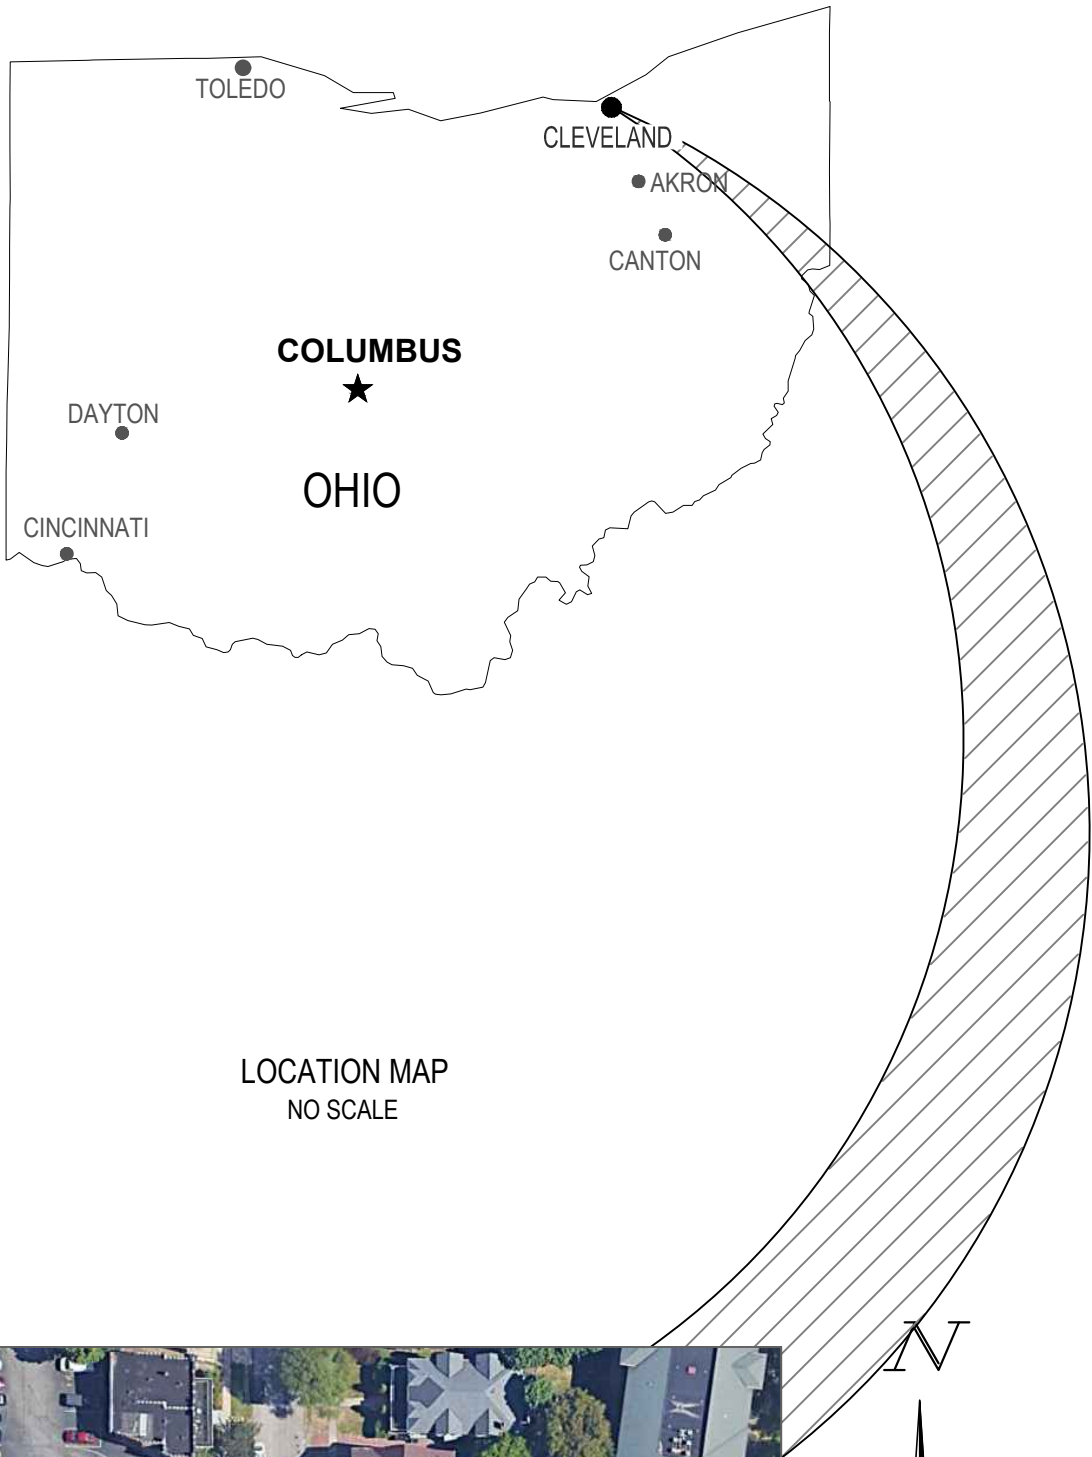 TOLEDO
CLEVELAND
AKRON
CANTON
COLUMBUS
DAYTON
OHIO
CINCINNATI
LOCATION MAP
NO SCALE
N